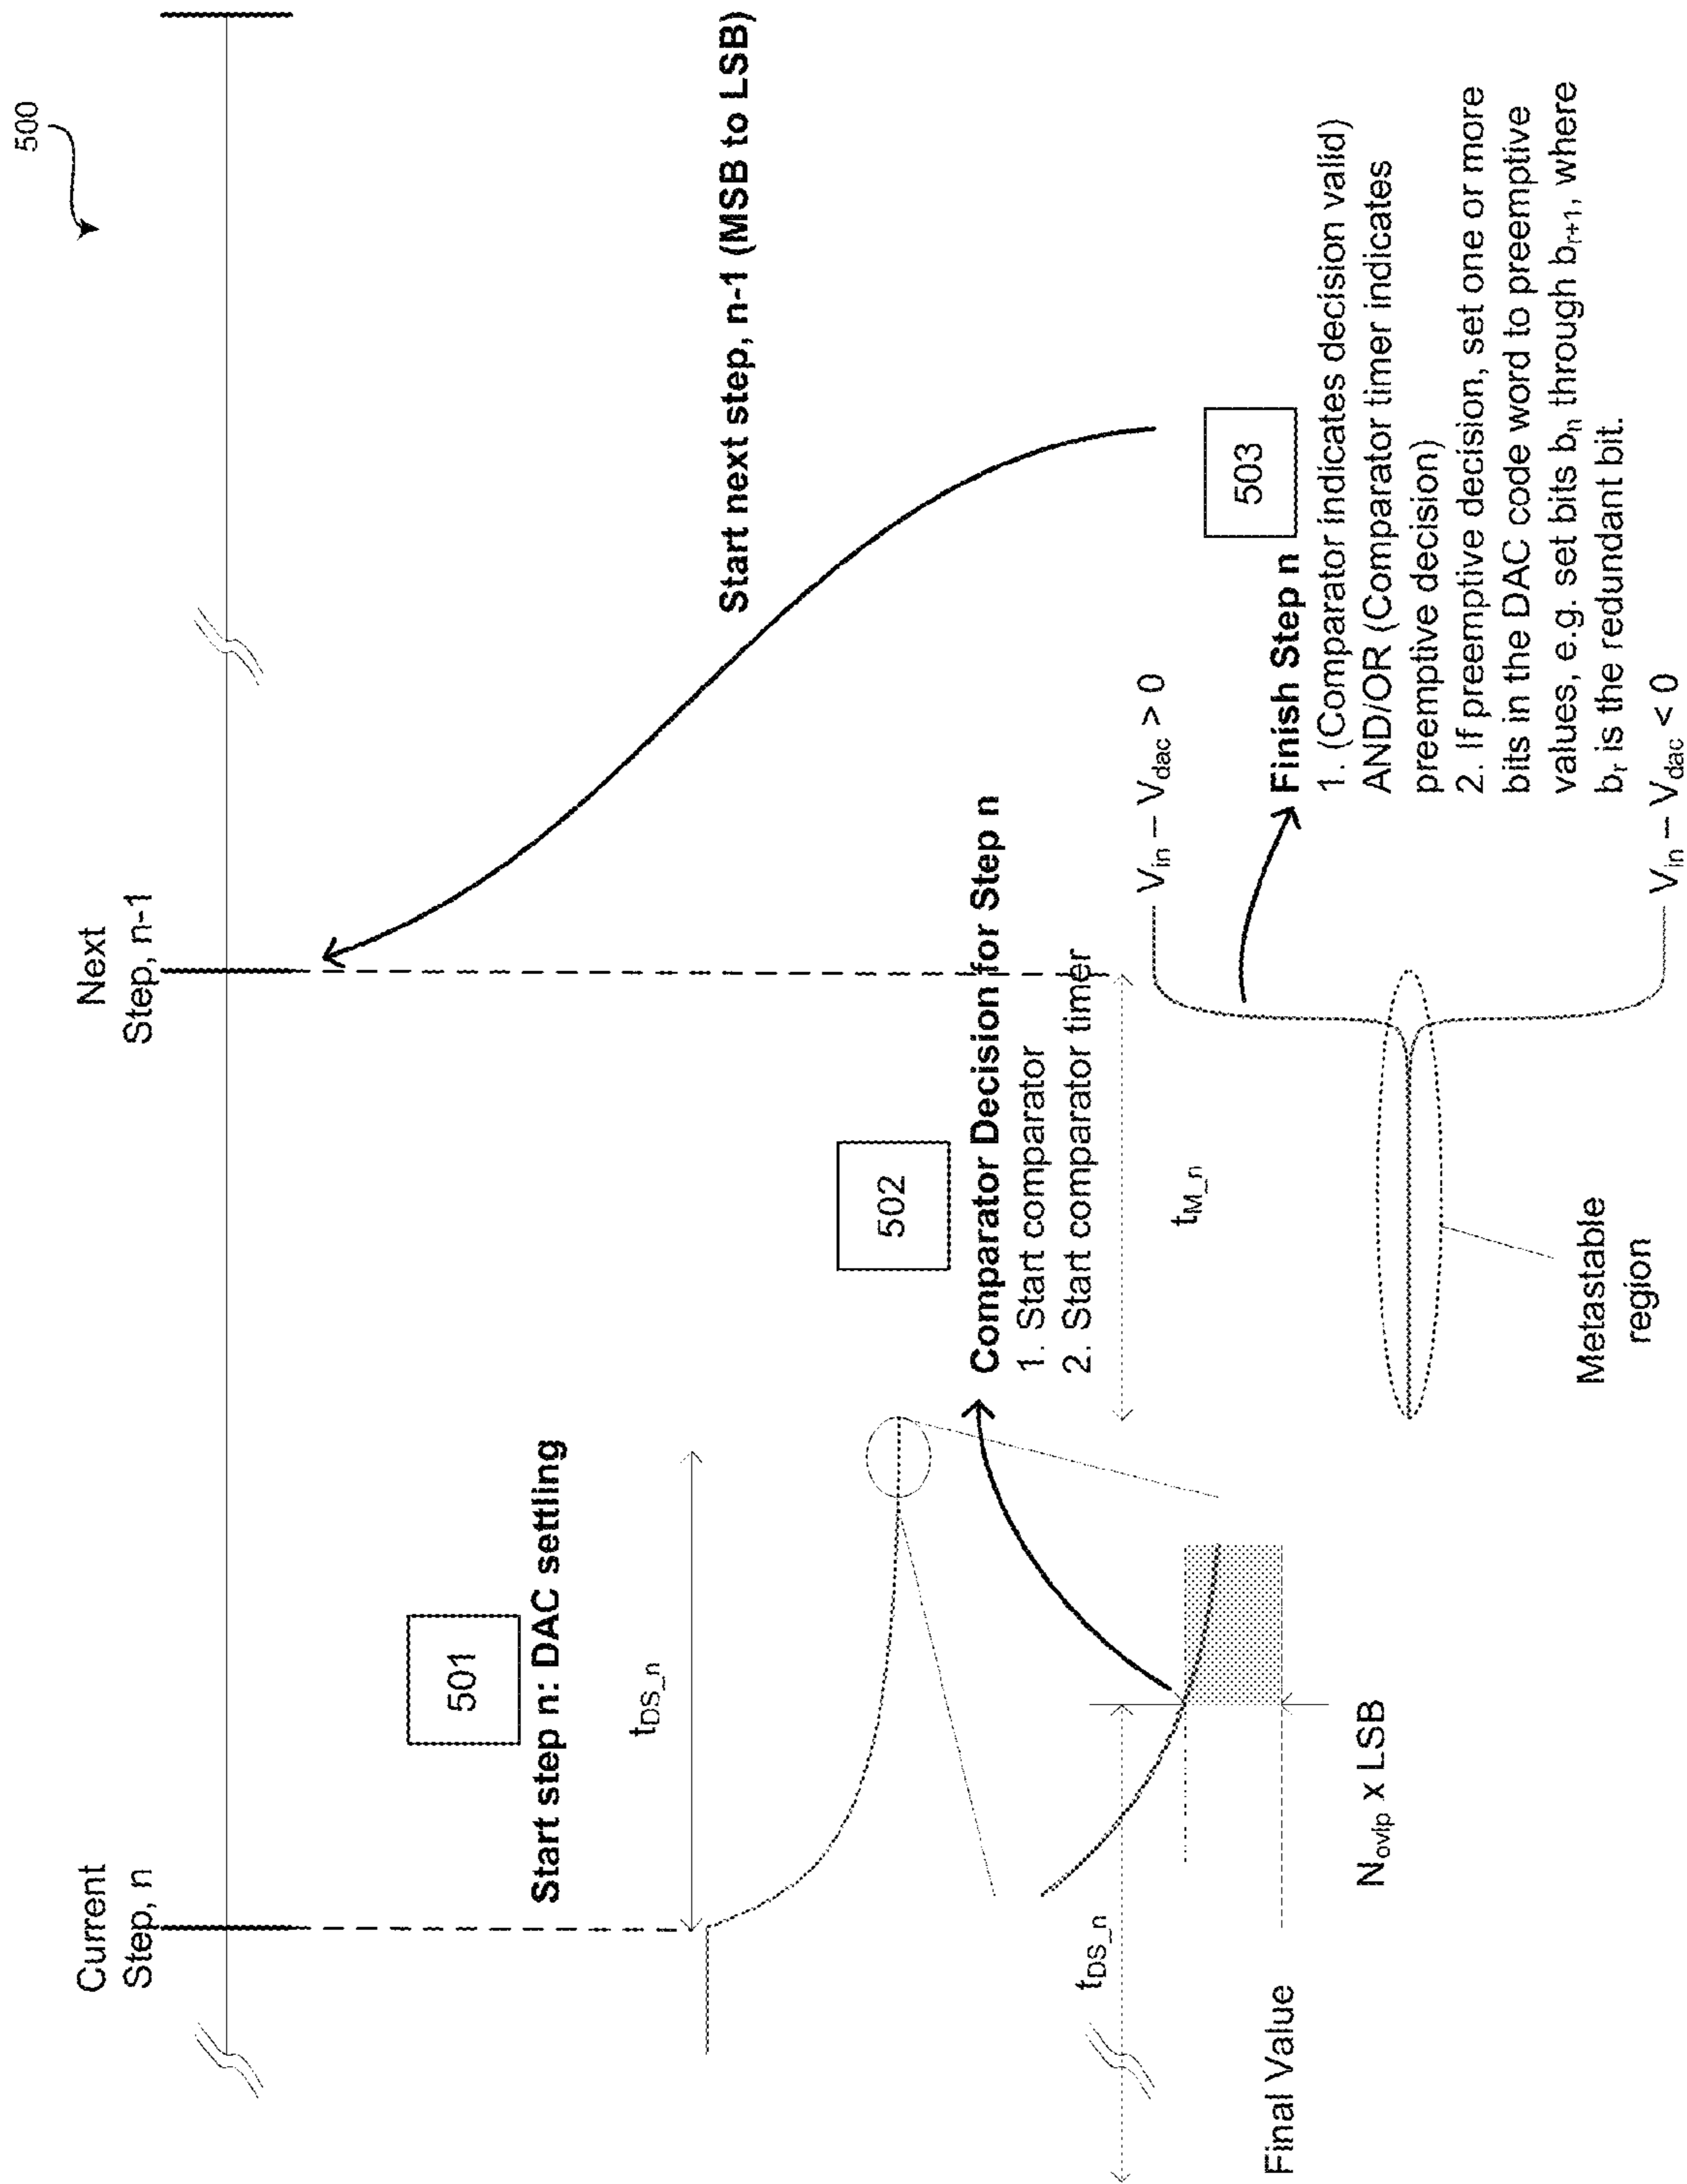 500
Current
Step, n
Next
Step, n-1
501
Start step n: DAC settling
t_DS_n
Start next step, n-1 (MSB to LSB)
502
Comparator Decision for Step n
1. Start comparator
2. Start comparator timer
t_DS_n
t_M_n
Final Value
N_ovlp x LSB
Metastable
region
V_in – V_dac > 0
V_in – V_dac < 0
503
Finish Step n
1. (Comparator indicates decision valid)
AND/OR (Comparator timer indicates
preemptive decision)
2. If preemptive decision, set one or more
bits in the DAC code word to preemptive
values, e.g. set bits b_n through b_r+1, where
b_r is the redundant bit.